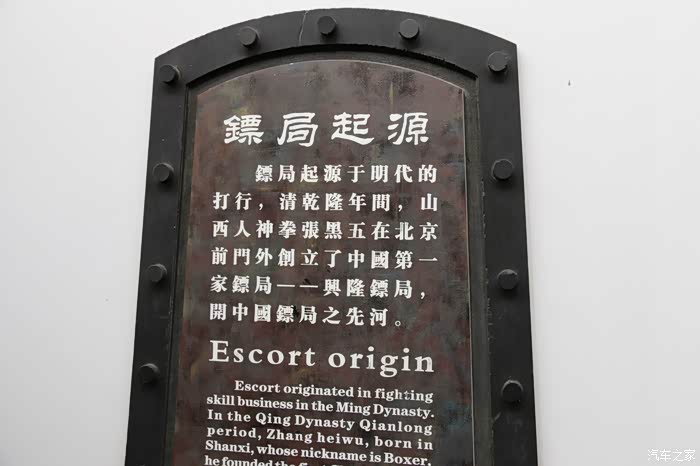 鏢局起源
鏢局起源于明代的
打行，清乾隆年間，山
西人神拳張黑五在北京
前門外創立了中國第一
家鏢局——興隆鏢局，
開中國鏢局之先河。
Escort origin
Escort originated in fighting
skill business in the Ming Dynasty.
In the Qing Dynasty Qianlong
period, Zhang heiwu, born in
Shanxi, whose nickname is Boxer,
he founded the
汽车之家